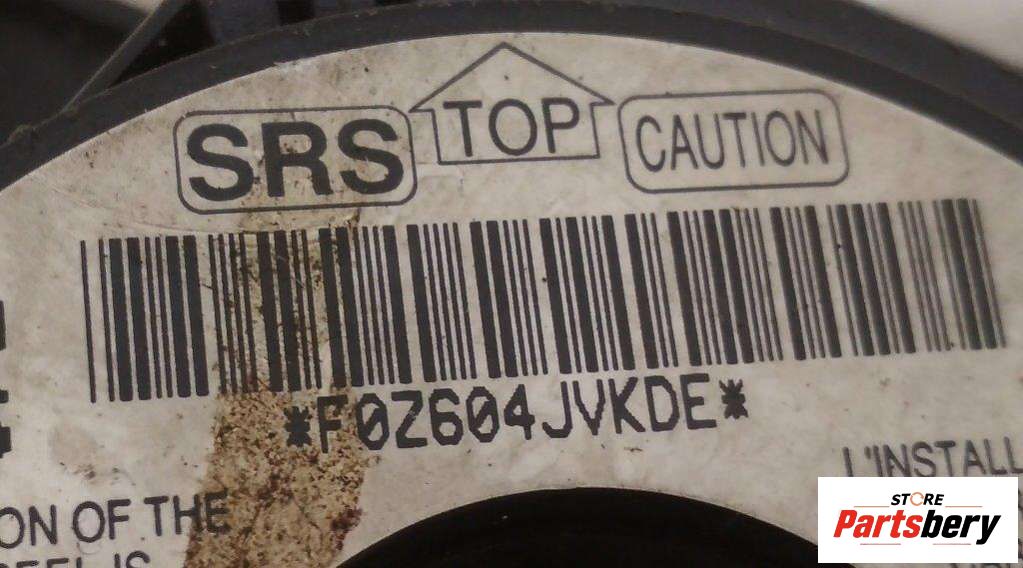 SRS TOP CAUTION
*F0Z604JVKDE*
L'INSTALL
ON OF THE
STORE
Partsbery